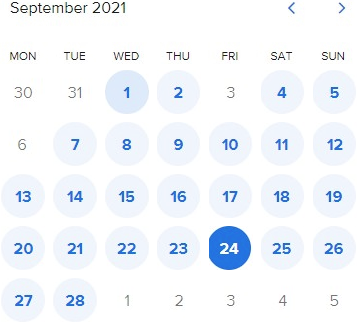 September 2021
MON TUE WED THU FRI SAT SUN
30 31 1 2 3 4 5
6 7 8 9 10 11 12
13 14 15 16 17 18 19
20 21 22 23 24 25 26
27 28 1 2 3 4 5